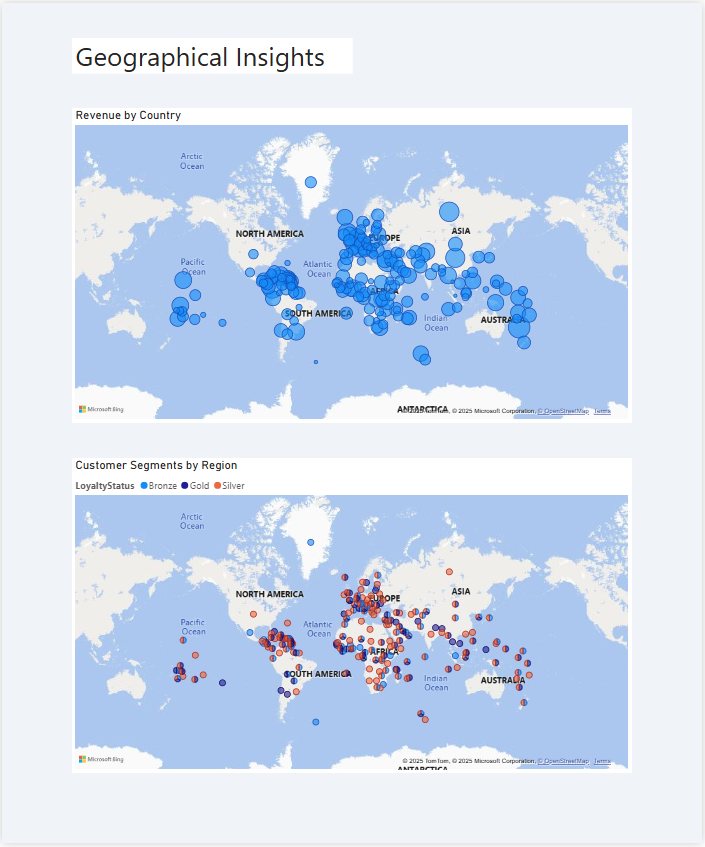 Geographical Insights
Revenue by Country
Arctic
Ocean
NORTH AMERICA
EUROPE
ASIA
Pacific
Ocean
Atlantic
Ocean
AFRICA
SOUTH AMERICA
Indian
Ocean
Microsoft Bing
ANTARCTICA
© 2025 Microsoft Corporation, © OpenStreetMap Terms
Customer Segments by Region
LoyaltyStatus Bronze Gold Silver
Arctic
Ocean
NORTH AMERICA
EUROPE
ASIA
Pacific
Ocean
Atlantic
Ocean
AFRICA
SOUTH AMERICA
Indian
Ocean
AUSTRALIA
Microsoft Bing
© 2025 TomTom, © 2025 Microsoft Corporation, © OpenStreetMap Terms
ANTARCTICA